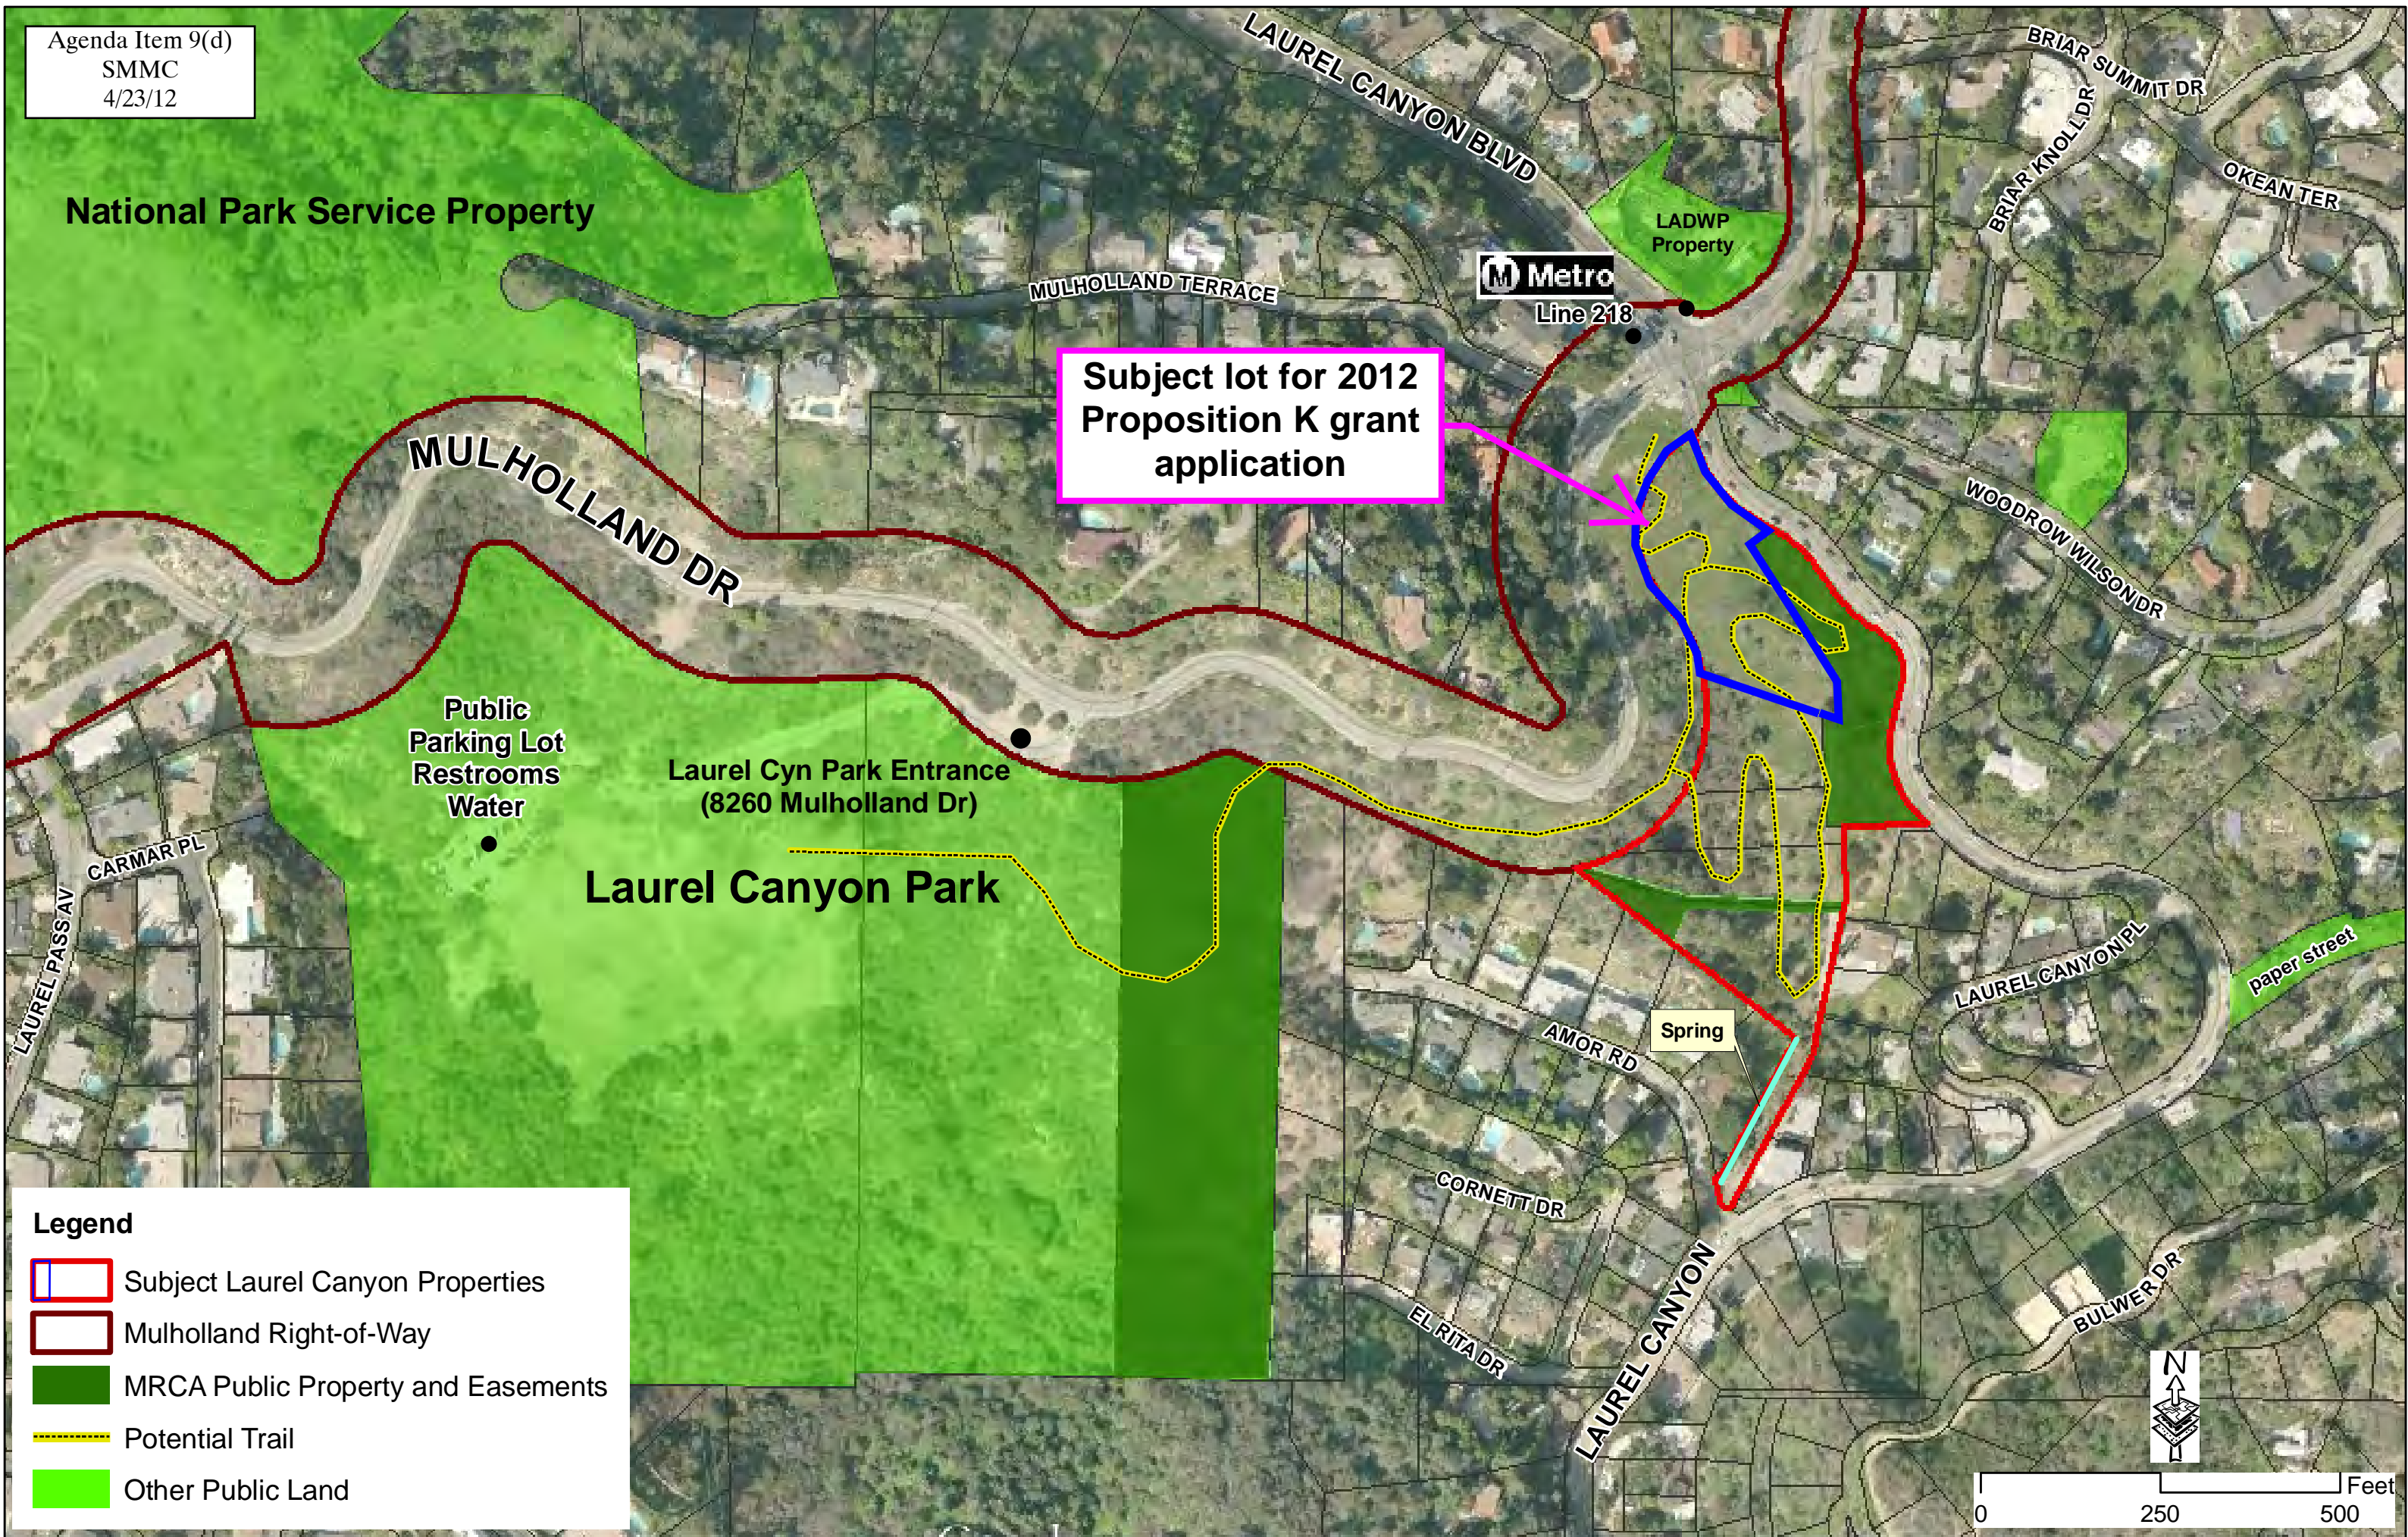 Agenda Item 9(d)
SMMC
4/23/12
LAUREL CANYON BLVD
BRIAR SUMMIT DR
BRIAR KNOLL DR
OKEAN TER
National Park Service Property
LADWP
Property
M Metro
Line 218
MULHOLLAND TERRACE
Subject lot for 2012
Proposition K grant
application
MULHOLLAND DR
WOODROW WILSON DR
Public
Parking Lot
Restrooms
Water
Laurel Cyn Park Entrance
(8260 Mulholland Dr)
Laurel Canyon Park
CARMAR PL
LAUREL PASS AV
LAUREL CANYON PL
paper street
Spring
AMOR RD
CORNETT DR
EL RITA DR
LAUREL CANYON
BULWER DR
Legend
Subject Laurel Canyon Properties
Mulholland Right-of-Way
MRCA Public Property and Easements
Potential Trail
Other Public Land
N
Feet
0 250 500